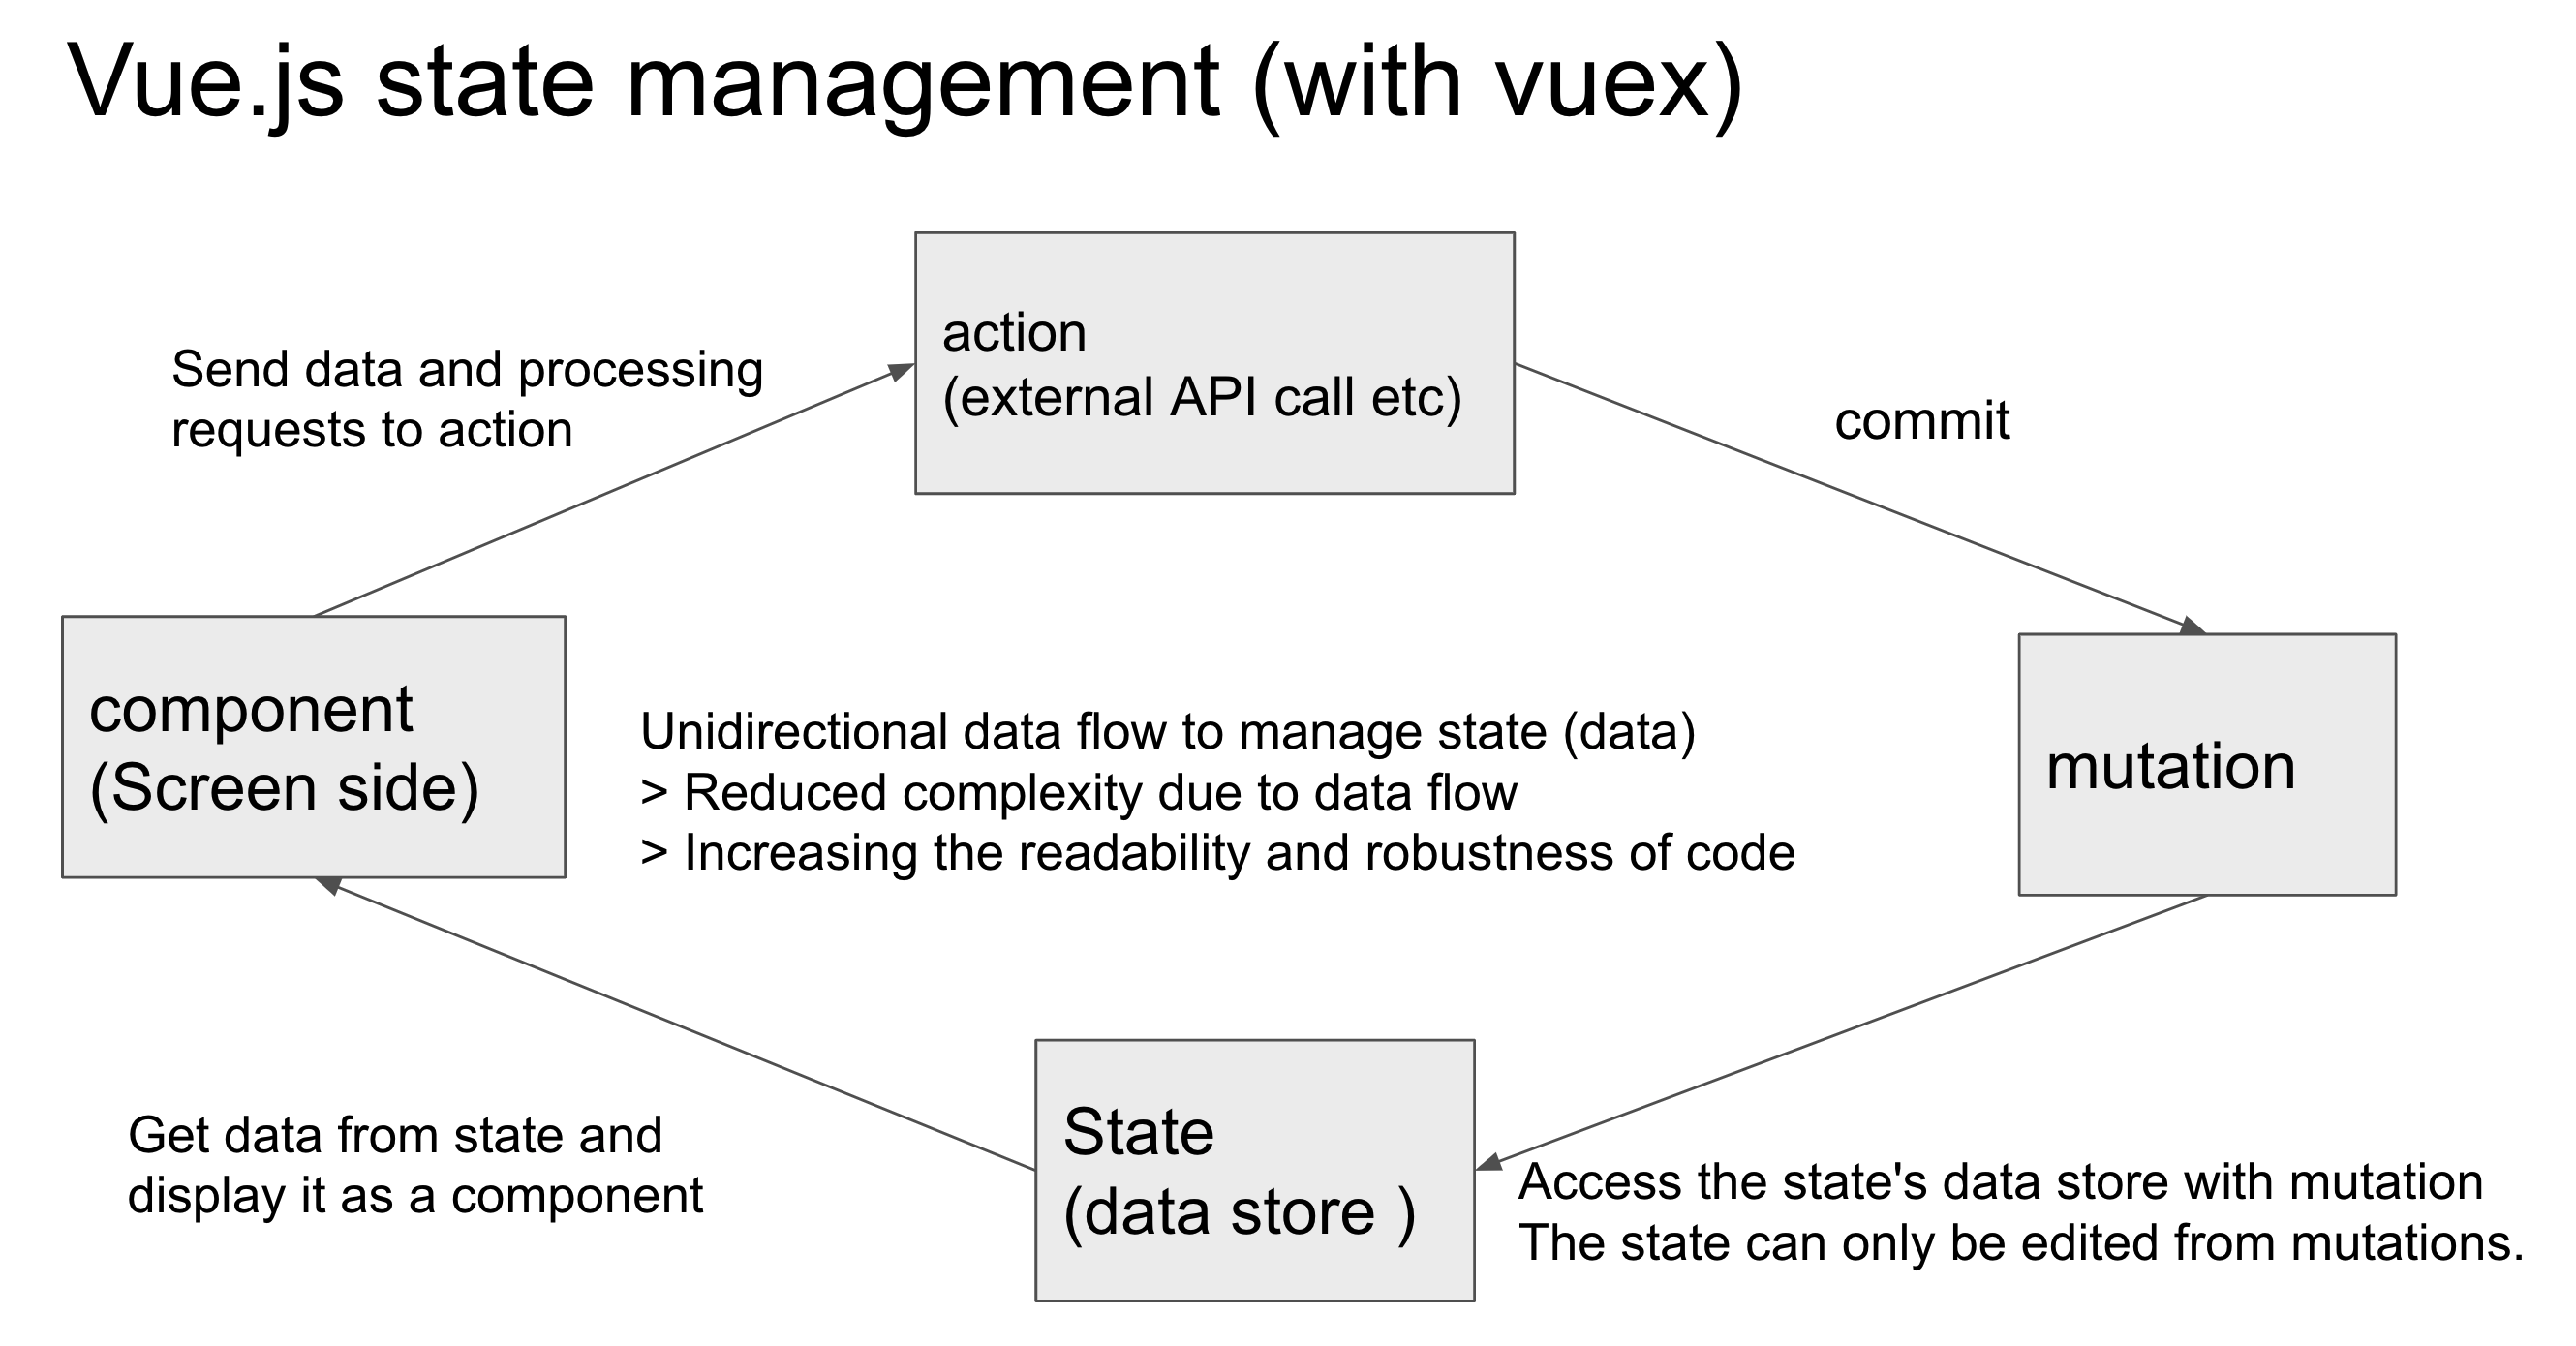 Vue.js state management (with vuex)
action
(external API call etc)
Send data and processing
requests to action
commit
component
(Screen side)
Unidirectional data flow to manage state (data)
> Reduced complexity due to data flow
> Increasing the readability and robustness of code
mutation
State
(data store )
Get data from state and
display it as a component
Access the state's data store with mutation
The state can only be edited from mutations.